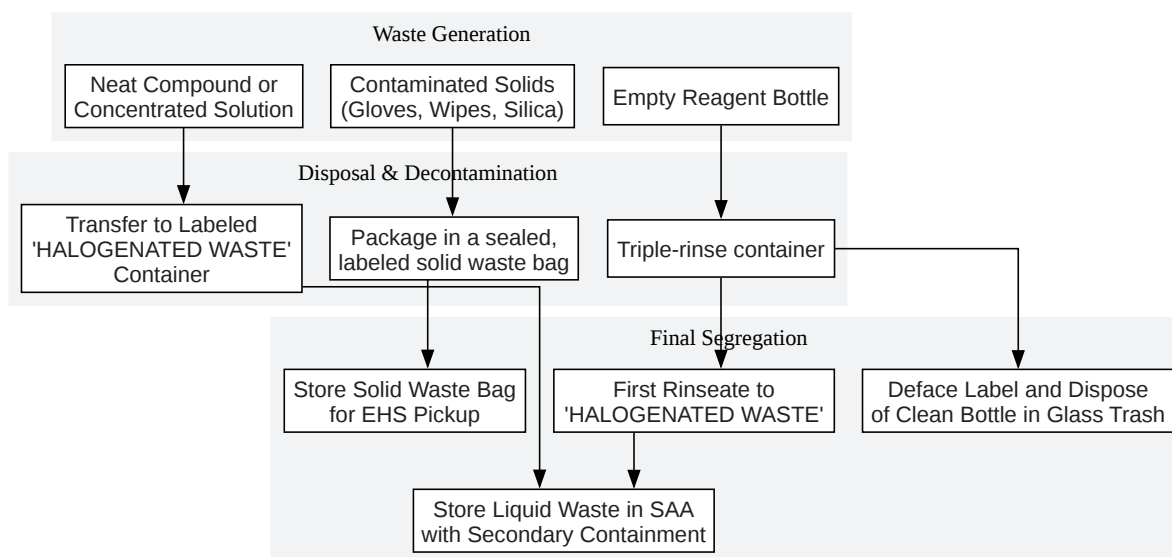 Waste Generation
Neat Compound or
Concentrated Solution
Contaminated Solids
(Gloves, Wipes, Silica)
Empty Reagent Bottle
Disposal & Decontamination
Transfer to Labeled
'HALOGENATED WASTE'
Container
Package in a sealed,
labeled solid waste bag
Triple-rinse container
Final Segregation
Store Solid Waste Bag
for EHS Pickup
First Rinseate to
'HALOGENATED WASTE'
Deface Label and Dispose
of Clean Bottle in Glass Trash
Store Liquid Waste in SAA
with Secondary Containment